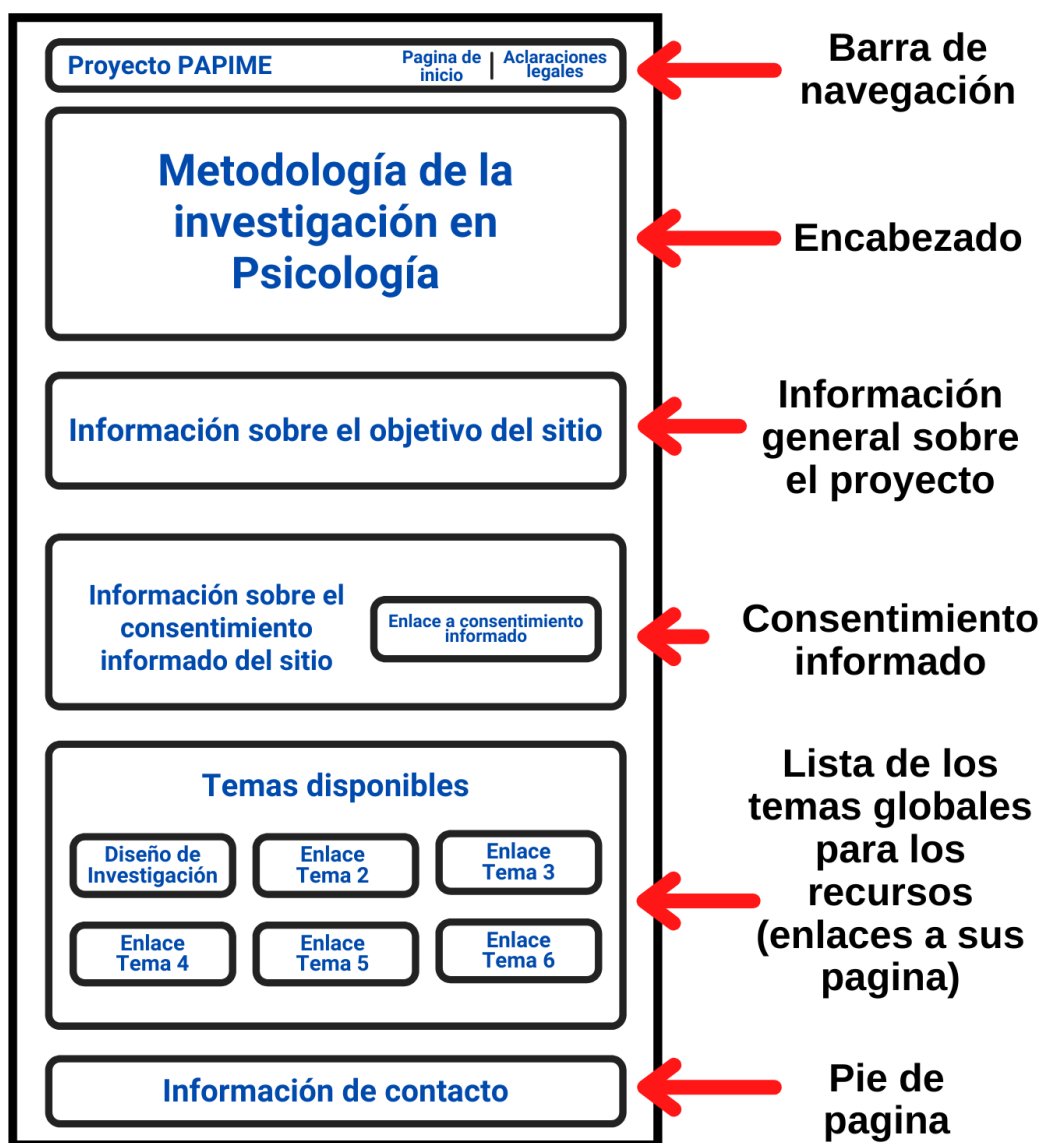 Proyecto PAPIME
Pagina de
inicio
Aclaraciones
legales
Barra de
navegación
Metodología de la
investigación en
Psicología
Encabezado
Información sobre el objetivo del sitio
Información
general sobre
el proyecto
Información sobre el
consentimiento
informado del sitio
Enlace a consentimiento
informado
Consentimiento
informado
Temas disponibles
Diseño de
Investigación
Enlace
Tema 2
Enlace
Tema 3
Enlace
Tema 4
Enlace
Tema 5
Enlace
Tema 6
Lista de los
temas globales
para los
recursos
(enlaces a sus
pagina)
Información de contacto
Pie de
pagina